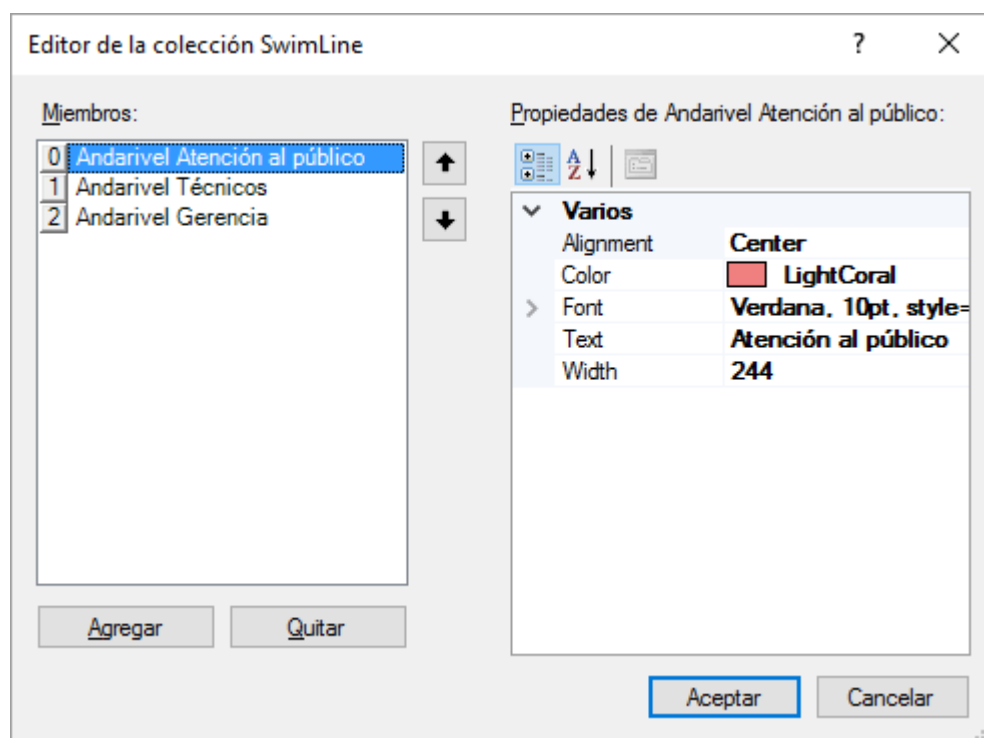 Editor de la colección SwimLine
?
Miembros:
0 Andarivel Atención al público
1 Andarivel Técnicos
2 Andarivel Gerencia
Agregar
Quitar
Propiedades de Andarivel Atención al público:
A
Z
Varios
Alignment Center
Color LightCoral
Font Verdana, 10pt, style=
Text Atención al público
Width 244
Aceptar
Cancelar